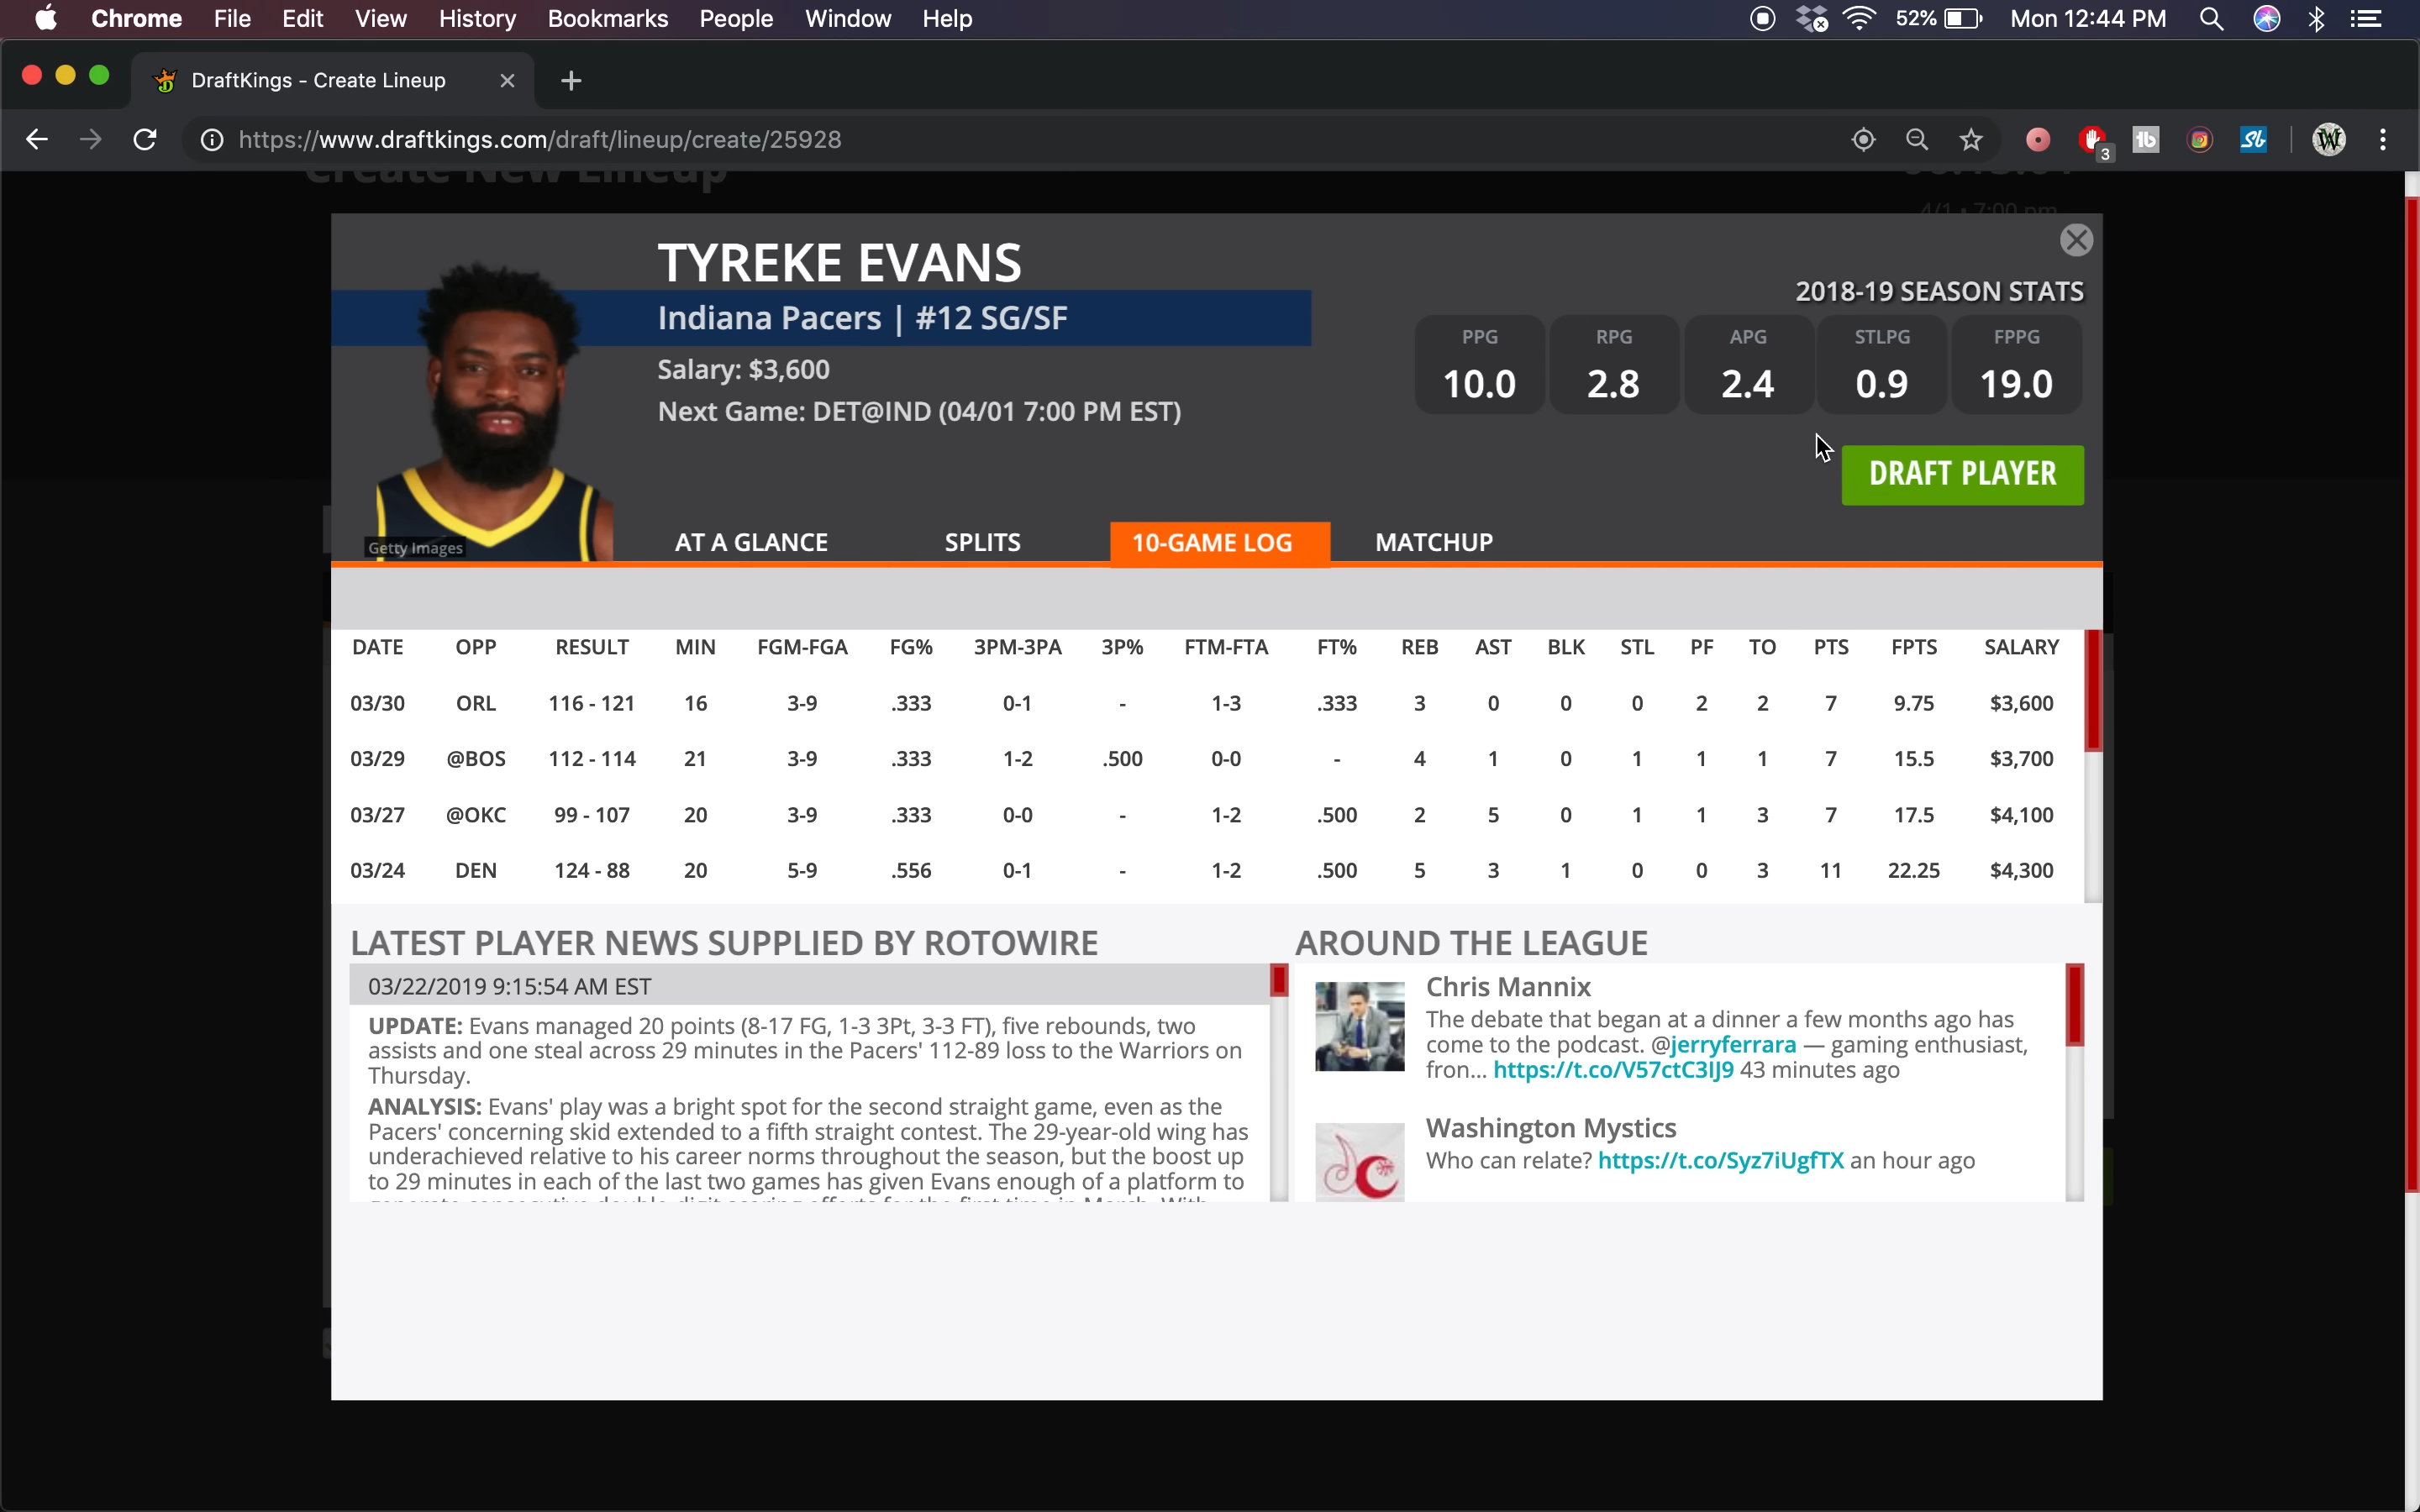 Chrome File Edit View History Bookmarks People Window Help 52% Mon 12:44 PM
DraftKings - Create Lineup
https://www.draftkings.com/draft/lineup/create/25928
3
Create New Lineup
4/1 • 7:00 pm
TYREKE EVANS
Indiana Pacers | #12 SG/SF
Salary: $3,600
Next Game: DET@IND (04/01 7:00 PM EST)
Getty Images
2018-19 SEASON STATS
PPG RPG APG STLPG FPPG
10.0 2.8 2.4 0.9 19.0
DRAFT PLAYER
AT A GLANCE SPLITS 10-GAME LOG MATCHUP
DATE OPP RESULT MIN FGM-FGA FG% 3PM-3PA 3P% FTM-FTA FT% REB AST BLK STL PF TO PTS FPTS SALARY
03/30 ORL 116 - 121 16 3-9 .333 0-1 - 1-3 .333 3 0 0 0 2 2 7 9.75 $3,600
03/29 @BOS 112 - 114 21 3-9 .333 1-2 .500 0-0 - 4 1 0 1 1 1 7 15.5 $3,700
03/27 @OKC 99 - 107 20 3-9 .333 0-0 - 1-2 .500 2 5 0 1 1 3 7 17.5 $4,100
03/24 DEN 124 - 88 20 5-9 .556 0-1 - 1-2 .500 5 3 1 0 0 3 11 22.25 $4,300
LATEST PLAYER NEWS SUPPLIED BY ROTOWIRE
03/22/2019 9:15:54 AM EST
UPDATE: Evans managed 20 points (8-17 FG, 1-3 3Pt, 3-3 FT), five rebounds, two
assists and one steal across 29 minutes in the Pacers' 112-89 loss to the Warriors on
Thursday.
ANALYSIS: Evans' play was a bright spot for the second straight game, even as the
Pacers' concerning skid extended to a fifth straight contest. The 29-year-old wing has
underachieved relative to his career norms throughout the season, but the boost up
to 29 minutes in each of the last two games has given Evans enough of a platform to
AROUND THE LEAGUE
Chris Mannix
The debate that began at a dinner a few months ago has
come to the podcast. @jerryferrara — gaming enthusiast,
fron... https://t.co/V57ctC3IJ9 43 minutes ago
Washington Mystics
Who can relate? https://t.co/Syz7iUgfTX an hour ago